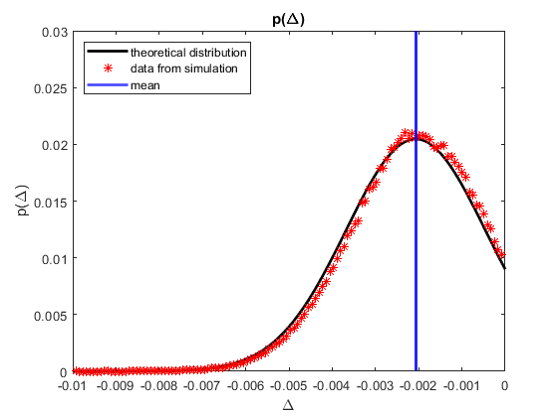 p(Δ)
0.03
theoretical distribution
data from simulation
mean
0.025
0.02
0.015
p(Δ)
0.01
0.005
0
-0.01 -0.009 -0.008 -0.007 -0.006 -0.005 -0.004 -0.003 -0.002 -0.001 0
Δ